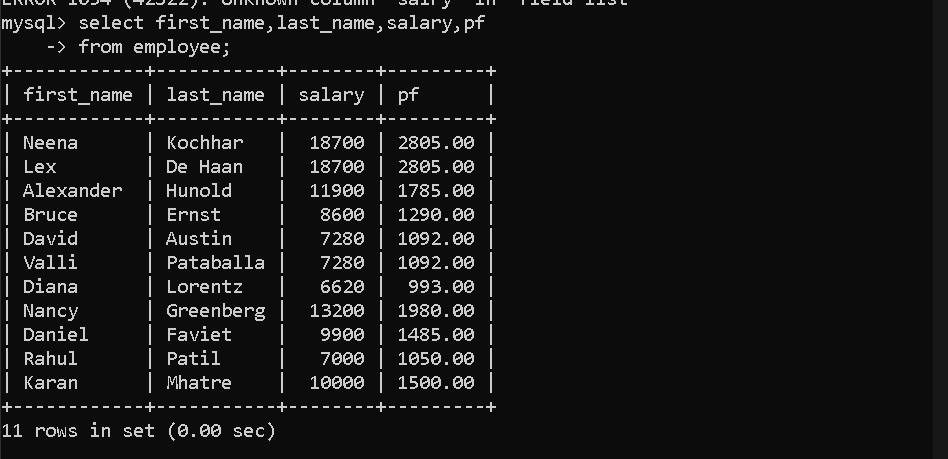 ERROR 1054 (42S22): Unknown column 'salry' in 'field list'
mysql> select first_name,last_name,salary,pf
    -> from employee;
+------------+-----------+--------+---------+
| first_name | last_name | salary | pf      |
+------------+-----------+--------+---------+
| Neena      | Kochhar   |  18700 | 2805.00 |
| Lex        | De Haan   |  18700 | 2805.00 |
| Alexander  | Hunold    |  11900 | 1785.00 |
| Bruce      | Ernst     |   8600 | 1290.00 |
| David      | Austin    |   7280 | 1092.00 |
| Valli      | Pataballa |   7280 | 1092.00 |
| Diana      | Lorentz   |   6620 |  993.00 |
| Nancy      | Greenberg |  13200 | 1980.00 |
| Daniel     | Faviet    |   9900 | 1485.00 |
| Rahul      | Patil     |   7000 | 1050.00 |
| Karan      | Mhatre    |  10000 | 1500.00 |
+------------+-----------+--------+---------+
11 rows in set (0.00 sec)